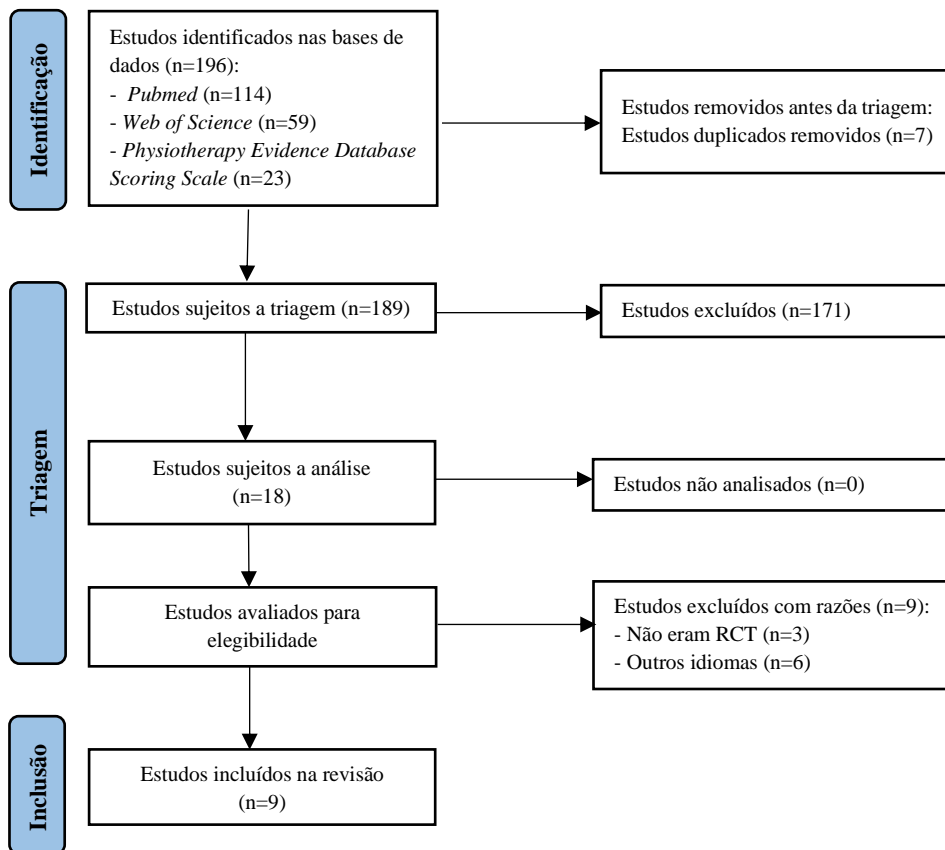 Identificação
Estudos identificados nas bases de
dados (n=196):
- Pubmed (n=114)
- Web of Science (n=59)
- Physiotherapy Evidence Database
Scoring Scale (n=23)
Estudos removidos antes da triagem:
Estudos duplicados removidos (n=7)
Triagem
Estudos sujeitos a triagem (n=189)
Estudos excluídos (n=171)
Estudos sujeitos a análise
(n=18)
Estudos não analisados (n=0)
Estudos avaliados para
elegibilidade
Estudos excluídos com razões (n=9):
- Não eram RCT (n=3)
- Outros idiomas (n=6)
Inclusão
Estudos incluídos na revisão
(n=9)